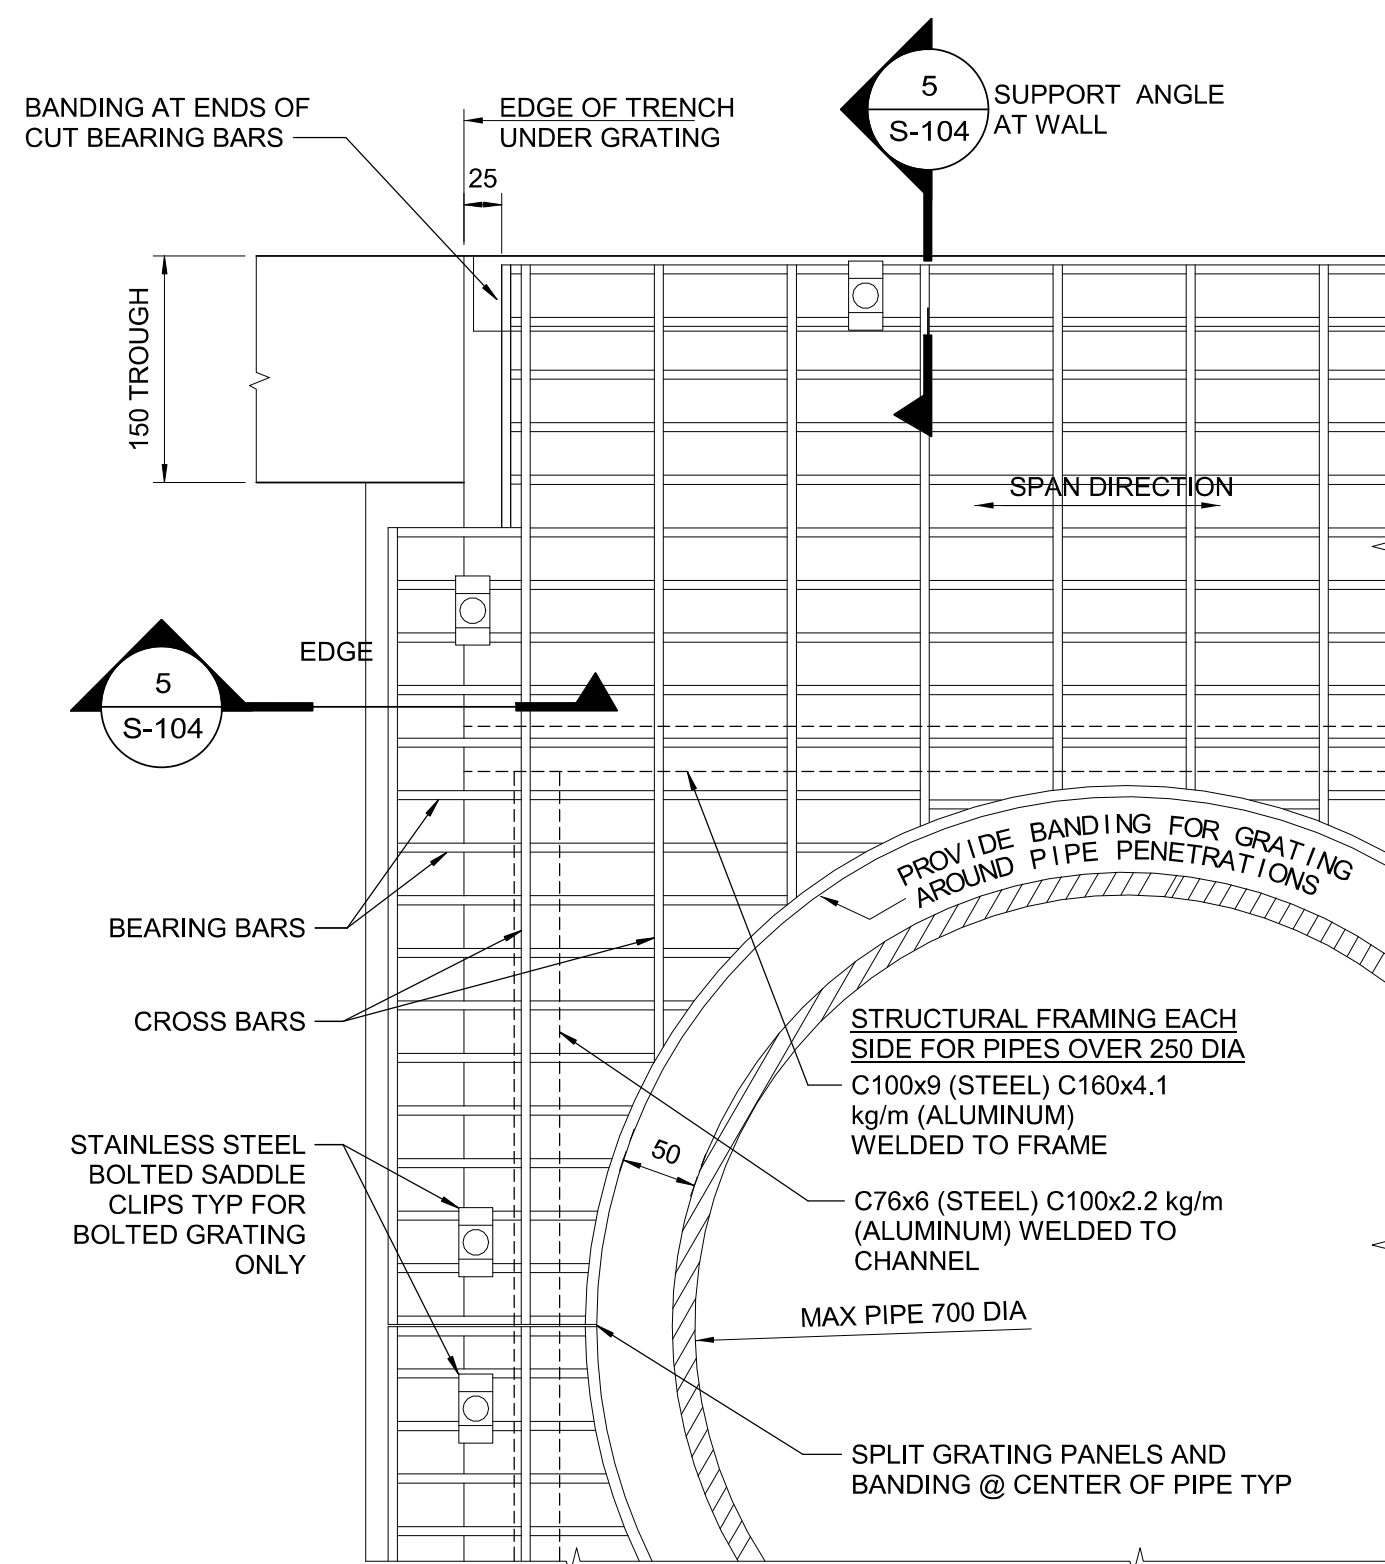 5
S-104
SUPPORT ANGLE
AT WALL
BANDING AT ENDS OF
CUT BEARING BARS
EDGE OF TRENCH
UNDER GRATING
25
150 TROUGH
SPAN DIRECTION
EDGE
5
S-104
PROVIDE BANDING FOR GRATING
AROUND PIPE PENETRATIONS
BEARING BARS
CROSS BARS
STRUCTURAL FRAMING EACH
SIDE FOR PIPES OVER 250 DIA
C100x9 (STEEL) C160x4.1
kg/m (ALUMINUM)
WELDED TO FRAME
50
STAINLESS STEEL
BOLTED SADDLE
CLIPS TYP FOR
BOLTED GRATING
ONLY
C76x6 (STEEL) C100x2.2 kg/m
(ALUMINUM) WELDED TO
CHANNEL
MAX PIPE 700 DIA
SPLIT GRATING PANELS AND
BANDING @ CENTER OF PIPE TYP